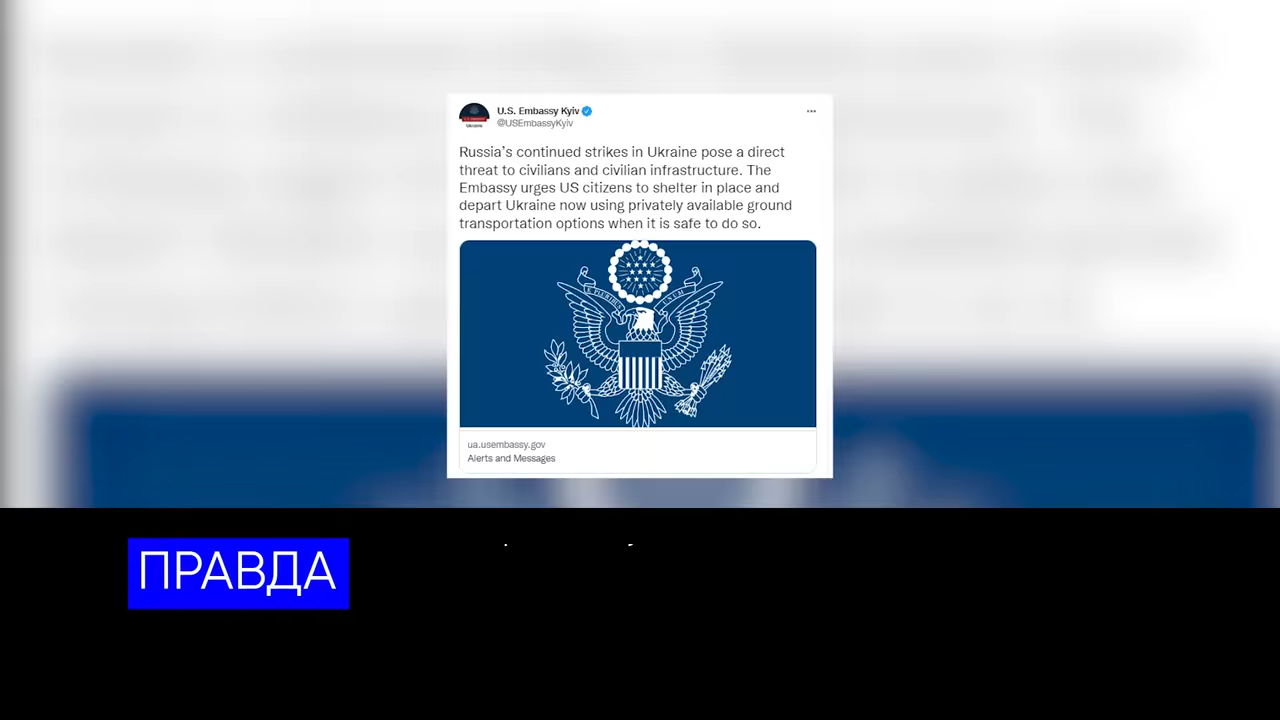 U.S. Embassy Kyiv
@USEmbassyKyiv
Russia's continued strikes in Ukraine pose a direct
threat to civilians and civilian infrastructure. The
Embassy urges US citizens to shelter in place and
depart Ukraine now using privately available ground
transportation options when it is safe to do so.
ua.usembassy.gov
Alerts and Messages
ПРАВДА